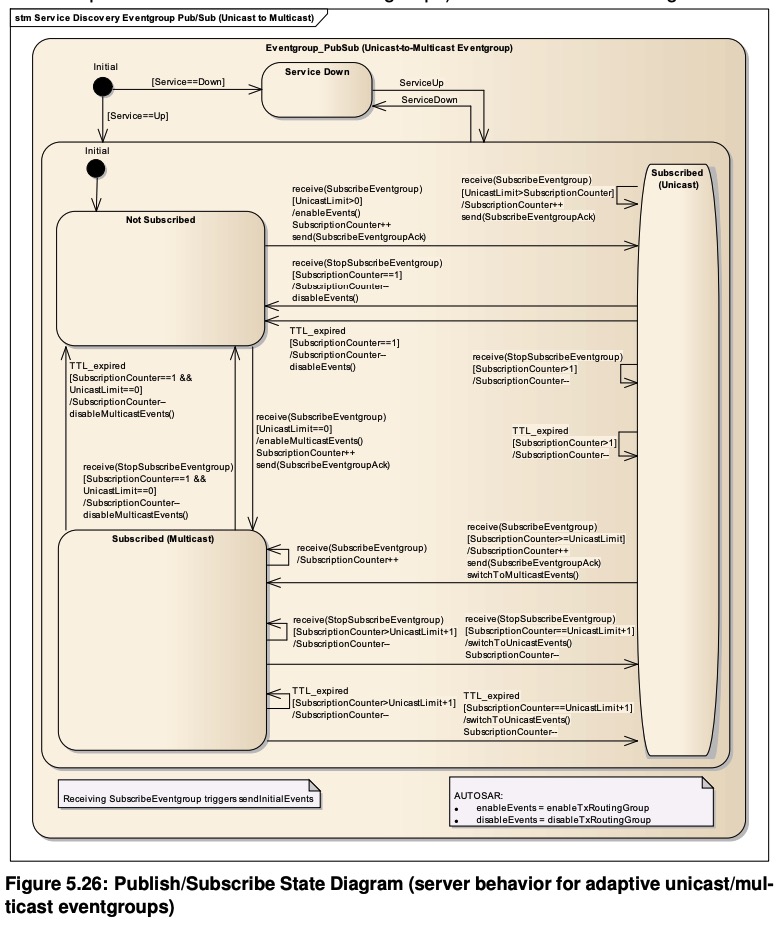 stm Service Discovery Eventgroup Pub/Sub (Unicast to Multicast)
Eventgroup_PubSub (Unicast-to-Multicast Eventgroup)
Initial
[Service==Down]
Service Down
ServiceUp
ServiceDown
[Service==Up]
Initial
Not Subscribed
Subscribed
(Unicast)
receive(SubscribeEventgroup)
[UnicastLimit>0]
/enableEvents()
SubscriptionCounter++
send(SubscribeEventgroupAck)
receive(SubscribeEventgroup)
[UnicastLimit>SubscriptionCounter]
/SubscriptionCounter++
send(SubscribeEventgroupAck)
receive(StopSubscribeEventgroup)
[SubscriptionCounter==1]
/SubscriptionCounter--
disableEvents()
TTL_expired
[SubscriptionCounter==1]
/SubscriptionCounter--
disableEvents()
receive(StopSubscribeEventgroup)
[SubscriptionCounter>1]
/SubscriptionCounter--
TTL_expired
[SubscriptionCounter==1 &&
UnicastLimit==0]
/SubscriptionCounter--
disableMulticastEvents()
receive(SubscribeEventgroup)
[UnicastLimit==0]
/enableMulticastEvents()
SubscriptionCounter++
send(SubscribeEventgroupAck)
TTL_expired
[SubscriptionCounter>1]
/SubscriptionCounter--
receive(StopSubscribeEventgroup)
[SubscriptionCounter==1 &&
UnicastLimit==0]
/SubscriptionCounter--
disableMulticastEvents()
Subscribed (Multicast)
receive(SubscribeEventgroup)
/SubscriptionCounter++
receive(SubscribeEventgroup)
[SubscriptionCounter>=UnicastLimit]
/SubscriptionCounter++
send(SubscribeEventgroupAck)
switchToMulticastEvents()
receive(StopSubscribeEventgroup)
[SubscriptionCounter>UnicastLimit+1]
/SubscriptionCounter--
receive(StopSubscribeEventgroup)
[SubscriptionCounter==UnicastLimit+1]
/switchToUnicastEvents()
SubscriptionCounter--
TTL_expired
[SubscriptionCounter>UnicastLimit+1]
/SubscriptionCounter--
TTL_expired
[SubscriptionCounter==UnicastLimit+1]
/switchToUnicastEvents()
SubscriptionCounter--
Receiving SubscribeEventgroup triggers sendInitialEvents
AUTOSAR:
• enableEvents = enableTxRoutingGroup
• disableEvents = disableTxRoutingGroup
Figure 5.26: Publish/Subscribe State Diagram (server behavior for adaptive unicast/mul-
ticast eventgroups)